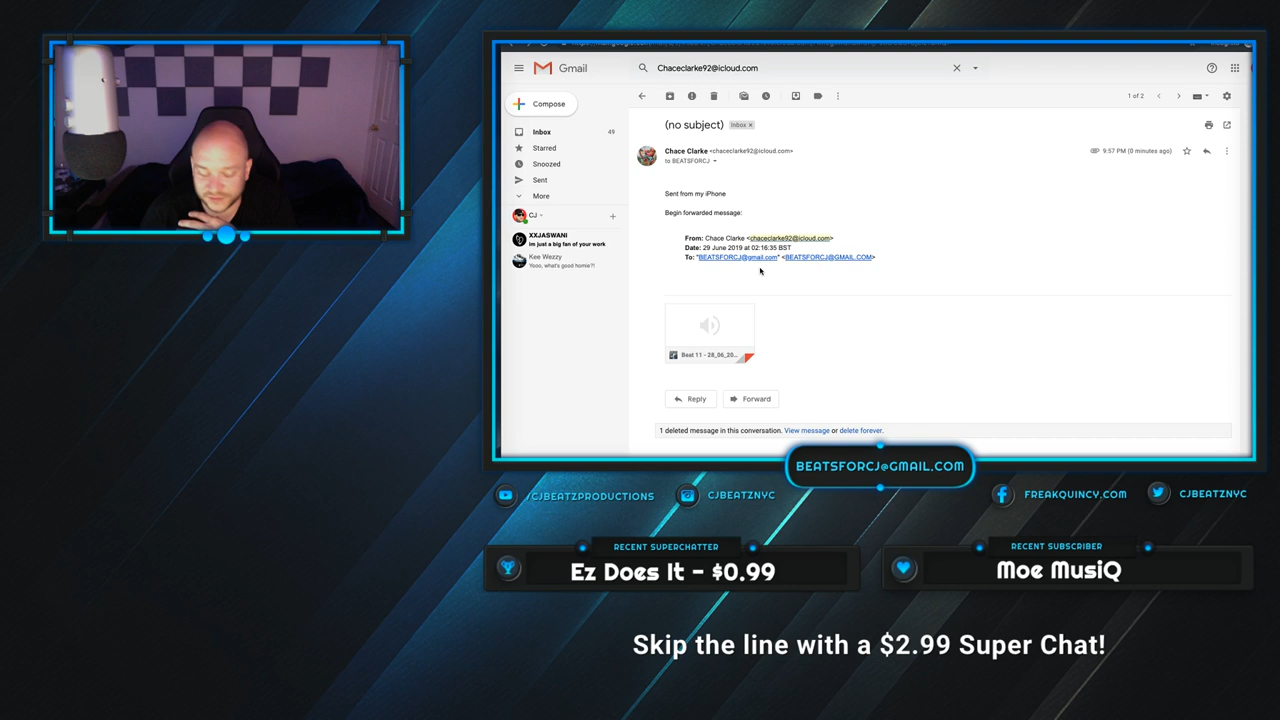 Gmail
Chaceclarke92@icloud.com
Compose
1 of 2
(no subject)
Inbox x
Inbox
49
Starred
Snoozed
Sent
More
Chace Clarke <chaceclarke92@icloud.com>
9:57 PM (0 minutes ago)
to BEATSFORCJ
Sent from my iPhone
Begin forwarded message:
CJ
XXJASWANI
im just a big fan of your work
Kee Wezzy
Yooo, what's good homie?!
From: Chace Clarke <chaceclarke92@icloud.com>
Date: 29 June 2019 at 02:16:35 BST
To: "BEATSFORCJ@gmail.com" <BEATSFORCJ@GMAIL.COM>
Beat 11 - 28_06_20...
Reply
Forward
1 deleted message in this conversation. View message or delete forever.
BEATSFORCJ@GMAIL.COM
/CJBEATZPRODUCTIONS
CJBEATZNYC
FREAKQUINCY.COM
CJBEATZNYC
RECENT SUPERCHATTER
Ez Does It - $0.99
RECENT SUBSCRIBER
Moe MusiQ
Skip the line with a $2.99 Super Chat!